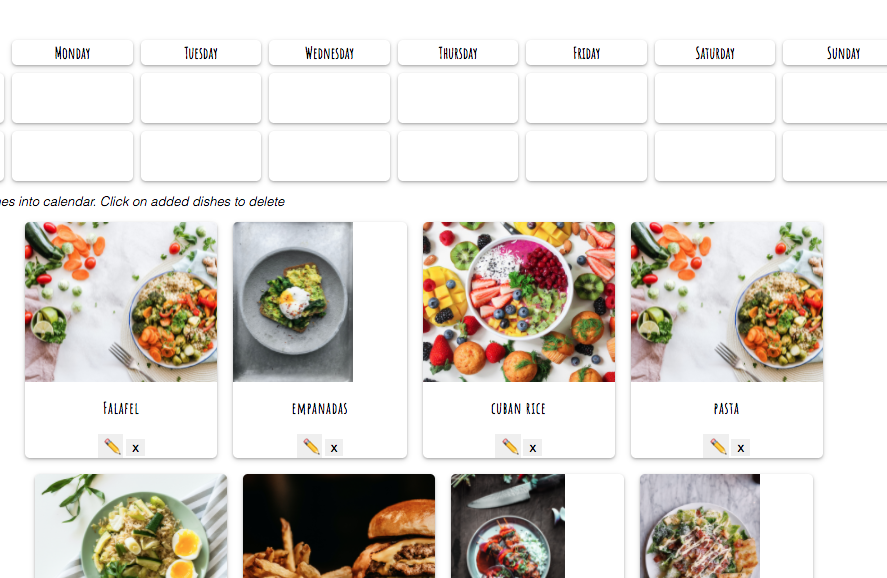 Monday Tuesday Wednesday Thursday Friday Saturday Sunday
into calendar. Click on added dishes to delete
Falafel empanadas cuban rice pasta
x x x x